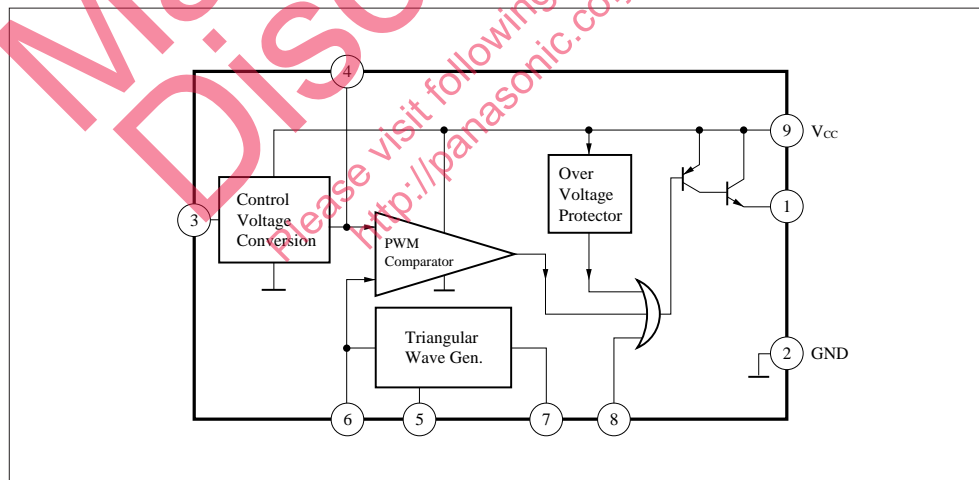 Please visit following
http://panasonic.co
4
9
VCC
Over
Voltage
Protector
Control
Voltage
Conversion
3
1
PWM
Comparator
Triangular
Wave Gen.
2
GND
6
5
7
8